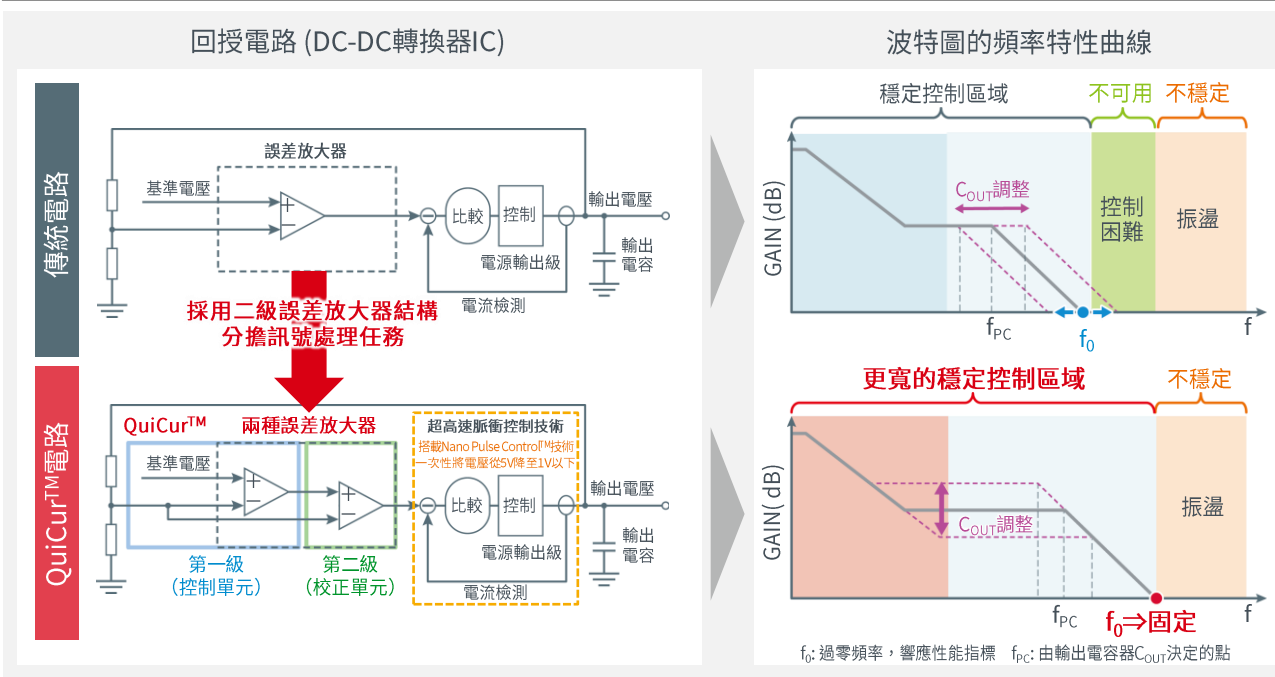 回授電路 (DC-DC轉換器IC)
波特圖的頻率特性曲線
傳統電路
誤差放大器
基準電壓
比較
控制
輸出電壓
輸出
電容
電源輸出級
電流檢測
採用二級誤差放大器結構
分擔訊號處理任務
穩定控制區域
不可用
不穩定
GAIN (dB)
COUT調整
控制
困難
振盪
fPC
f0
f
QuiCur™電路
QuiCur™
兩種誤差放大器
基準電壓
第一級
(控制單元)
第二級
(校正單元)
超高速脈衝控制技術
搭載Nano Pulse Control™技術
一次性將電壓從5V降至1V以下
比較
控制
輸出電壓
輸出
電容
電源輸出級
電流檢測
更寬的穩定控制區域
不穩定
GAIN( dB)
COUT調整
振盪
fPC
f0⇒固定
f
f0: 過零頻率，響應性能指標 fPC: 由輸出電容器COUT決定的點